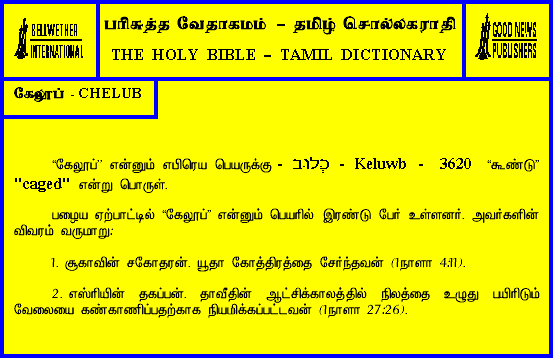 BELLWETHER
INTERNATIONAL
பரிசுத்த வேதாகமம் – தமிழ் சொல்லகராதி
THE HOLY BIBLE – TAMIL DICTIONARY
GOOD NEWS
PUBLISHERS
கேலூப் - CHELUB
“கேலூப்” என்னும் எபிரெய பெயருக்கு - כְּלוּב - Keluwb - 3620 “கூண்டு”
"caged" என்று பொருள்.
பழைய ஏற்பாட்டில் “கேலூப்” என்னும் பெயரில் இரண்டு பேர் உள்ளனர். அவர்களின்
விவரம் வருமாறு:
1. சூகாவின் சகோதரன். யூதா கோத்திரத்தை சேர்ந்தவன் (1நாளா 4:11).
2. எஸ்ரியின் தகப்பன். தாவீதின் ஆட்சிக்காலத்தில் நிலத்தை உழுது பயிரிடும்
வேலையை கண்காணிப்பதற்காக நியமிக்கப்பட்டவன் (1நாளா 27:26).